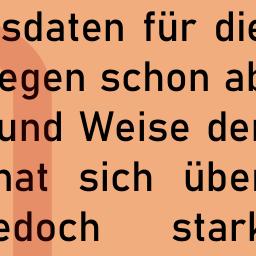 sdaten für die
egen schon ab
und Weise der
hat sich über
edoch stark